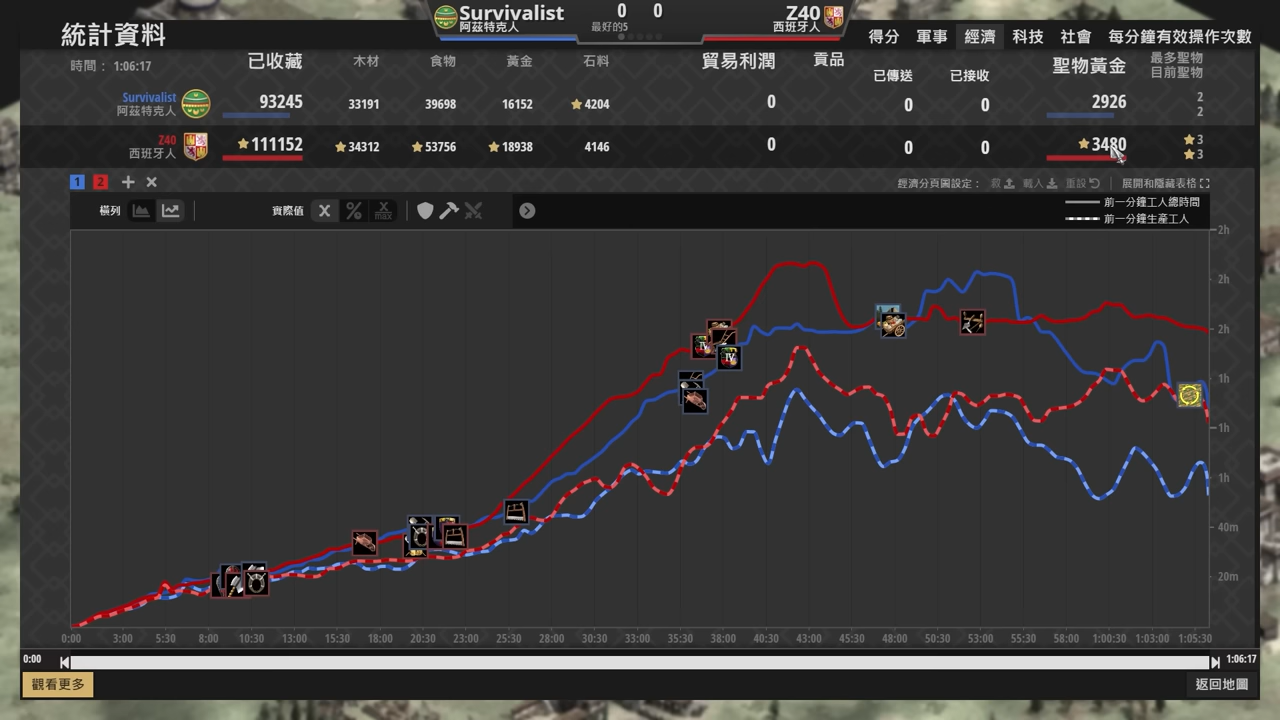 Survivalist
阿茲特克人
0 0
最好的5
Z40
西班牙人
統計資料
得分 軍事 經濟 科技 社會 每分鐘有效操作次數
時間： 1:06:17
已收藏 木材 食物 黃金 石料 貿易利潤 貢品 已傳送 已接收 聖物黃金 最多聖物
目前聖物
Survivalist
阿茲特克人
93245 33191 39698 16152 4204 0 0 0 2926 2
2
Z40
西班牙人
111152 34312 53756 18938 4146 0 0 0 3480 3
3
1 2
經濟分頁圖設定： 載入 重設 展開和隱藏表格
橫列 實際值 X % X max
前一分鐘工人總時間
前一分鐘生產工人
2h
2h
2h
1h
1h
1h
40m
20m
IV IV
0:00 3:00 5:30 8:00 10:30 13:00 15:30 18:00 20:30 23:00 25:30 28:00 30:30 33:00 35:30 38:00 40:30 43:00 45:30 48:00 50:30 53:00 55:30 58:00 1:00:30 1:03:00 1:05:30
0:00 1:06:17
觀看更多 返回地圖